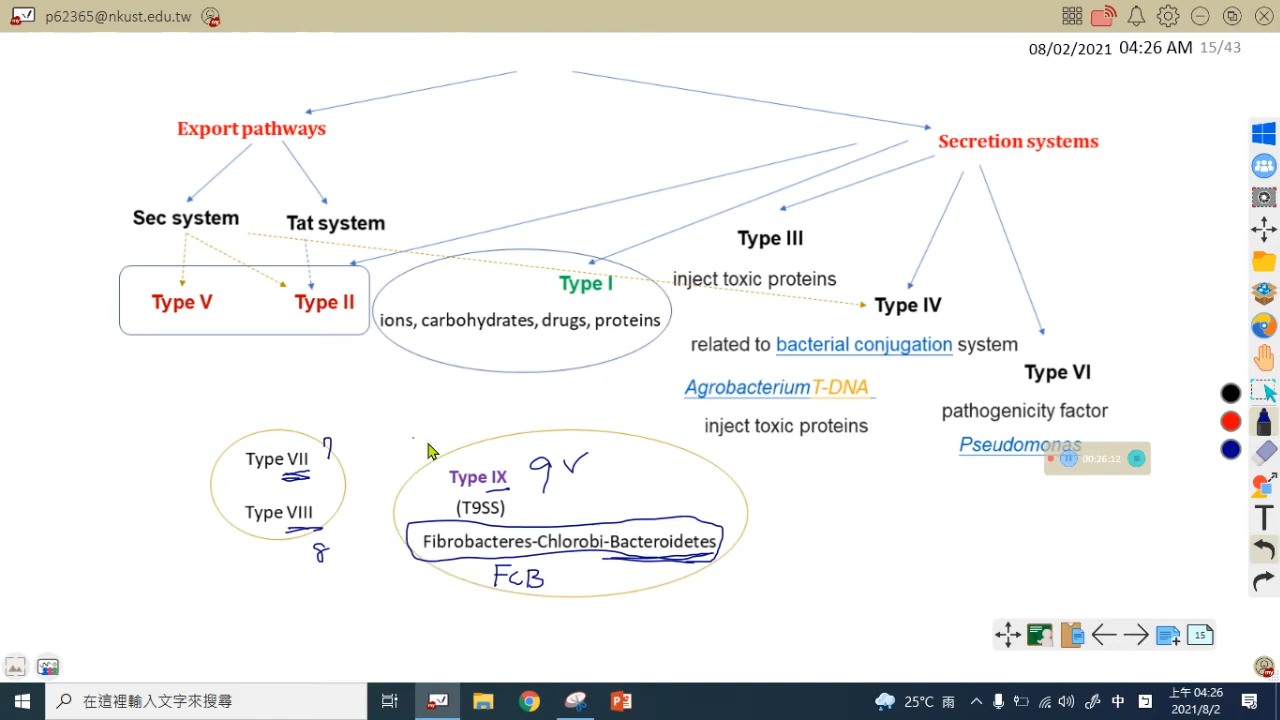 p62365@nkust.edu.tw
08/02/2021 04:26 AM 15/43
Export pathways
Secretion systems
Sec system
Tat system
Type III
inject toxic proteins
Type V
Type II
Type I
ions, carbohydrates, drugs, proteins
Type IV
related to bacterial conjugation system
Agrobacterium T-DNA
inject toxic proteins
Type VI
pathogenicity factor
Pseudomonas
00:26:12
Type VII 7
Type VIII
8
Type IX 9 v
(T9SS)
Fibrobacteres-Chlorobi-Bacteroidetes
FCB
15
在這裡輸入文字來搜尋
25°C 雨
中
上午 04:26
2021/8/2